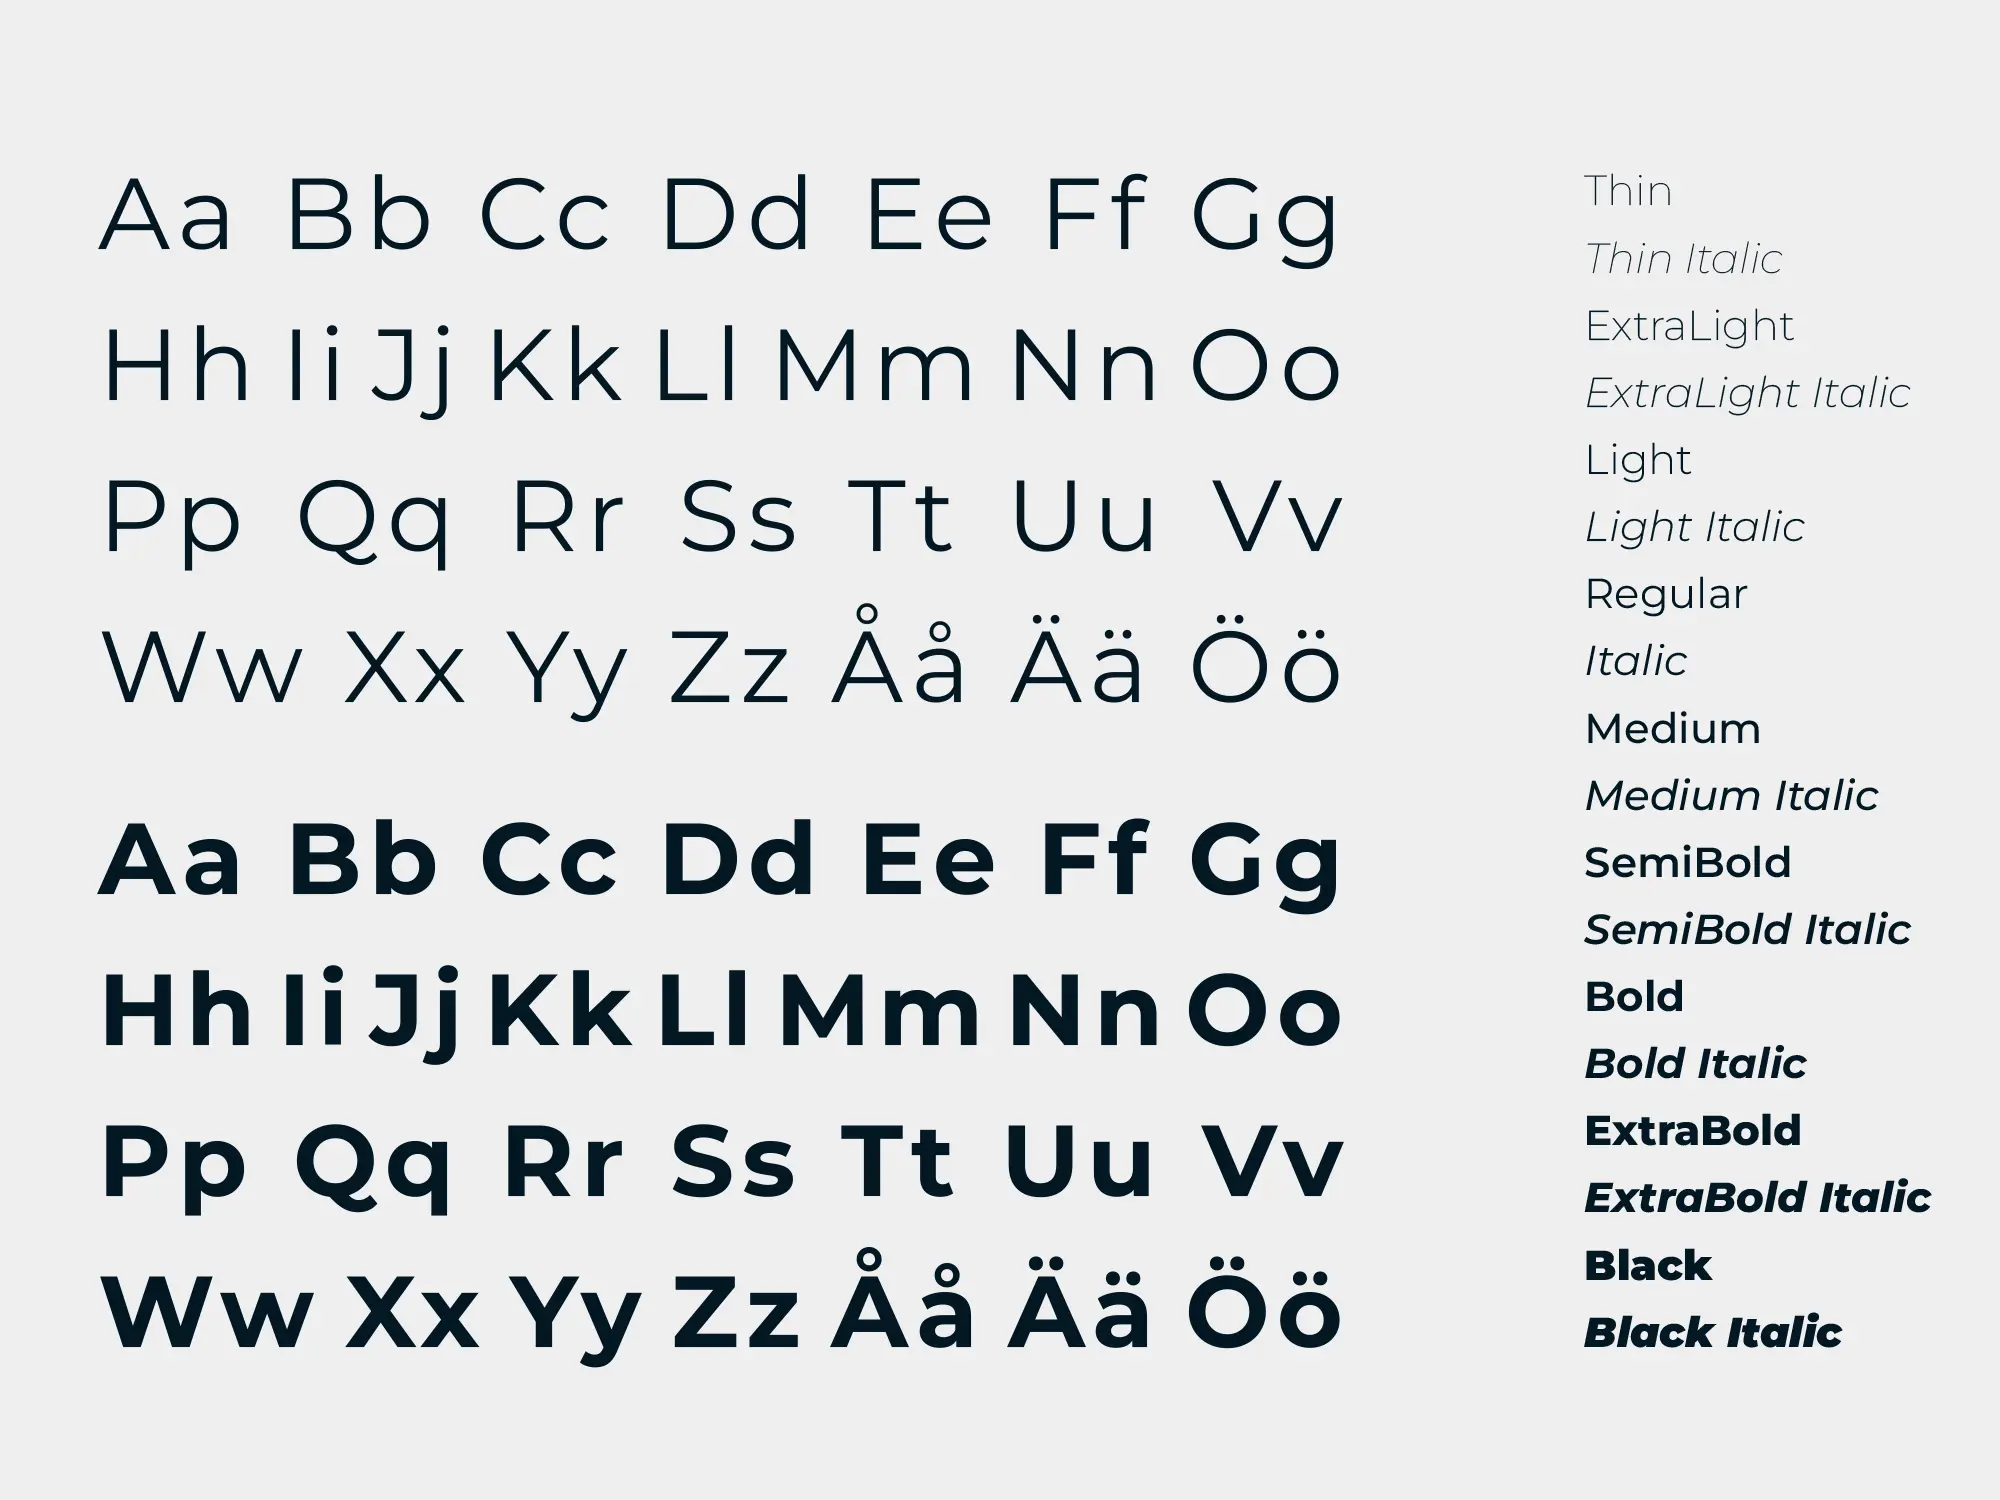 Aa Bb Cc Dd Ee Ff Gg
Hh Ii Jj Kk Ll Mm Nn Oo
Pp Qq Rr Ss Tt Uu Vv
Ww Xx Yy Zz Åå Ää Öö
Aa Bb Cc Dd Ee Ff Gg
Hh Ii Jj Kk Ll Mm Nn Oo
Pp Qq Rr Ss Tt Uu Vv
Ww Xx Yy Zz Åå Ää Öö
Thin
Thin Italic
ExtraLight
ExtraLight Italic
Light
Light Italic
Regular
Italic
Medium
Medium Italic
SemiBold
SemiBold Italic
Bold
Bold Italic
ExtraBold
ExtraBold Italic
Black
Black Italic